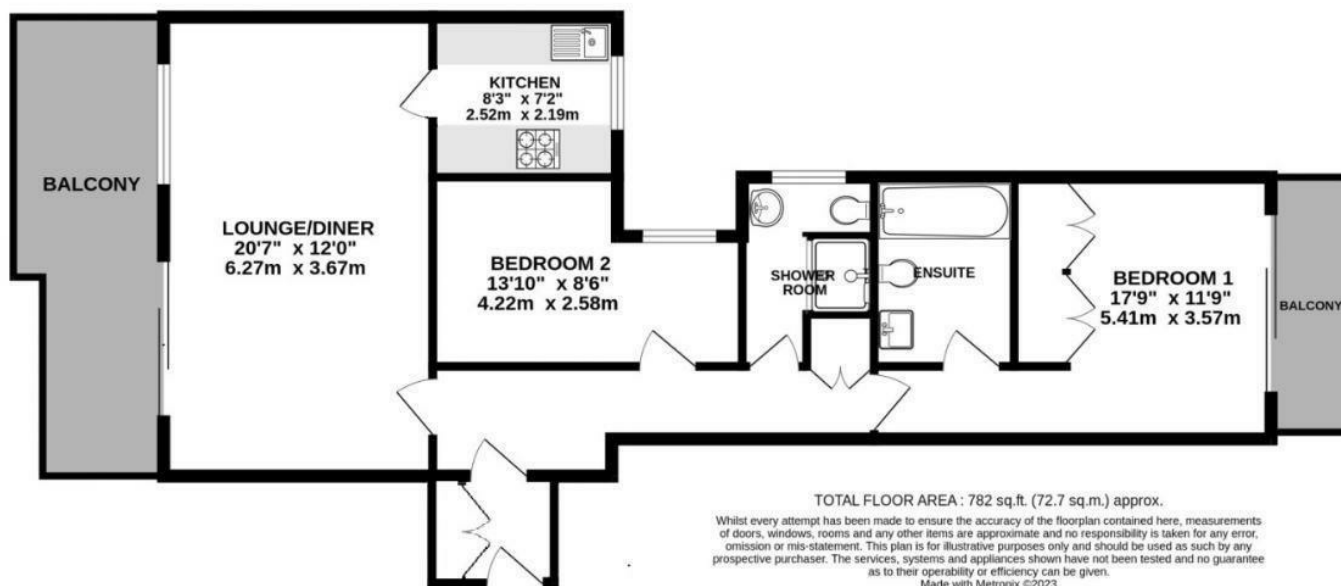 KITCHEN
8'3" x 7'2"
2.52m x 2.19m
BALCONY
LOUNGE/DINER
20'7" x 12'0"
6.27m x 3.67m
BEDROOM 2
13'10" x 8'6"
4.22m x 2.58m
SHOWER
ROOM
ENSUITE
BEDROOM 1
17'9" x 11'9"
5.41m x 3.57m
BALCONY
TOTAL FLOOR AREA : 782 sq.ft. (72.7 sq.m.) approx.
Whilst every attempt has been made to ensure the accuracy of the floorplan contained here, measurements
of doors, windows, rooms and any other items are approximate and no responsibility is taken for any error,
omission or mis-statement. This plan is for illustrative purposes only and should be used as such by any
prospective purchaser. The services, systems and appliances shown have not been tested and no guarantee
as to their operability or efficiency can be given.
Made with Metropix ©2023